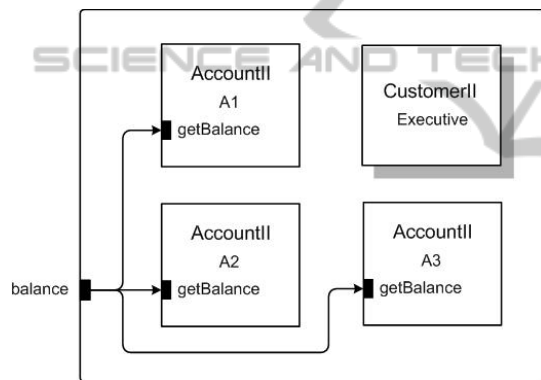 SCIENCE AND TECH
AccountII
A1
getBalance
CustomerII
Executive
AccountII
A2
getBalance
AccountII
A3
getBalance
balance